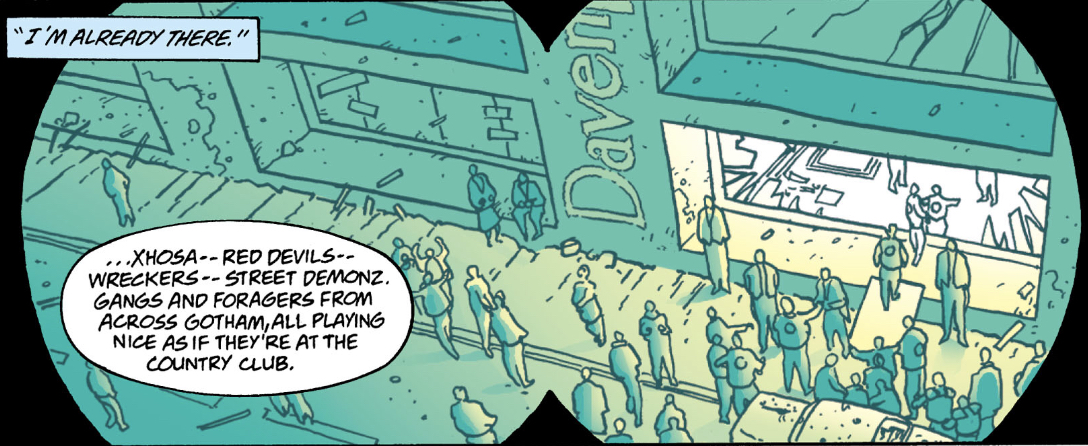 "I'M ALREADY THERE."
...XHOSA--RED DEVILS--
WRECKERS--STREET DEMONZ.
GANGS AND FORAGERS FROM
ACROSS GOTHAM, ALL PLAYING
NICE AS IF THEY'RE AT THE
COUNTRY CLUB.
Daven